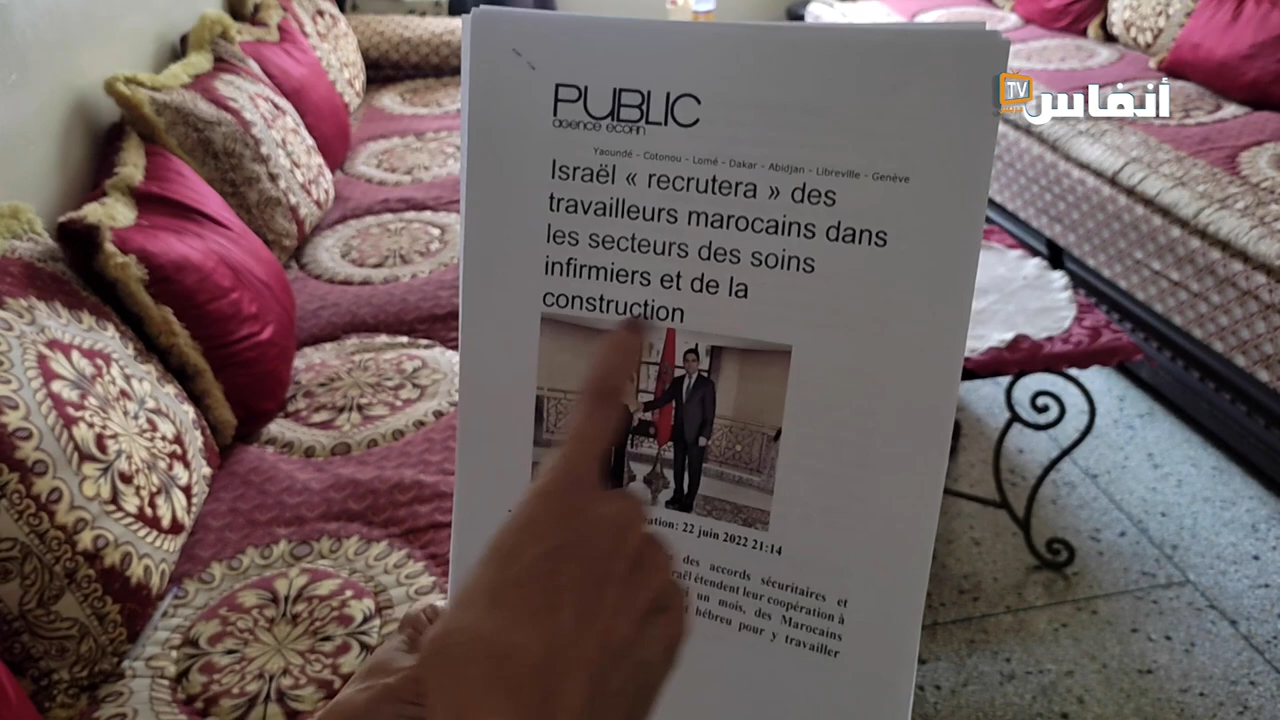 PUBLIC
agence ecofin
Yaoundé - Cotonou - Lomé - Dakar - Abidjan - Libreville - Genève
Israël « recrutera » des
travailleurs marocains dans
les secteurs des soins
infirmiers et de la
construction
22 juin 2022 21:14
des accords sécuritaires et
étendent leur coopération à
un mois, des Marocains
hébreu pour y travailler
TV
أنفاس